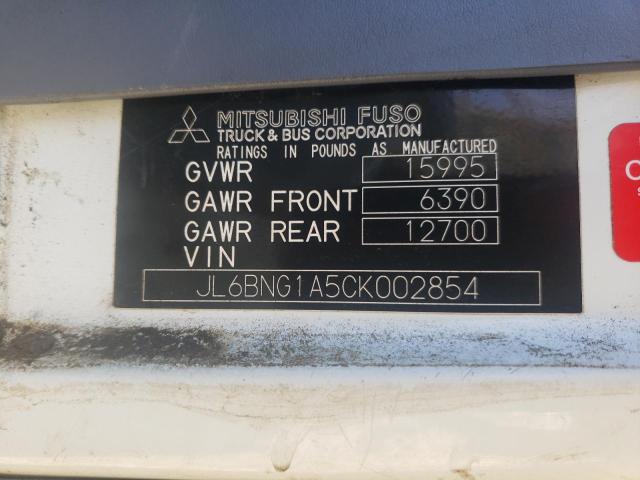 MITSUBISHI FUSO
TRUCK & BUS CORPORATION
RATINGS IN POUNDS AS MANUFACTURED
GVWR 15995
GAWR FRONT 6390
GAWR REAR 12700
VIN
JL6BNG1A5CK002854